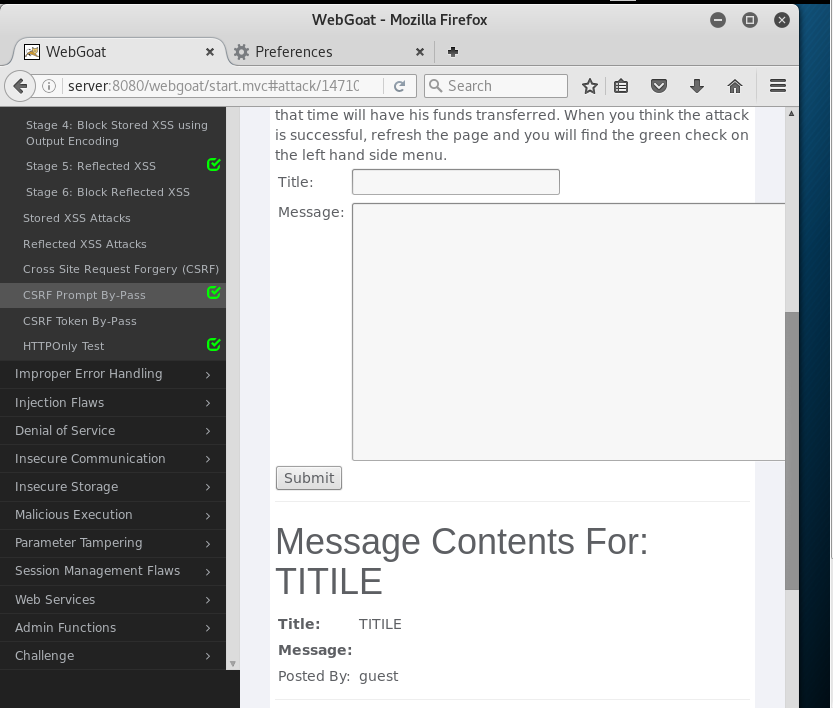 WebGoat - Mozilla Firefox
WebGoat
Preferences
server:8080/webgoat/start.mvc#attack/1471C
Search
Stage 4: Block Stored XSS using
Output Encoding
Stage 5: Reflected XSS
Stage 6: Block Reflected XSS
Stored XSS Attacks
Reflected XSS Attacks
Cross Site Request Forgery (CSRF)
CSRF Prompt By-Pass
CSRF Token By-Pass
HTTPOnly Test
Improper Error Handling
Injection Flaws
Denial of Service
Insecure Communication
Insecure Storage
Malicious Execution
Parameter Tampering
Session Management Flaws
Web Services
Admin Functions
Challenge
that time will have his funds transferred. When you think the attack
is successful, refresh the page and you will find the green check on
the left hand side menu.
Title:
Message:
Submit
Message Contents For:
TITILE
Title: TITILE
Message:
Posted By: guest